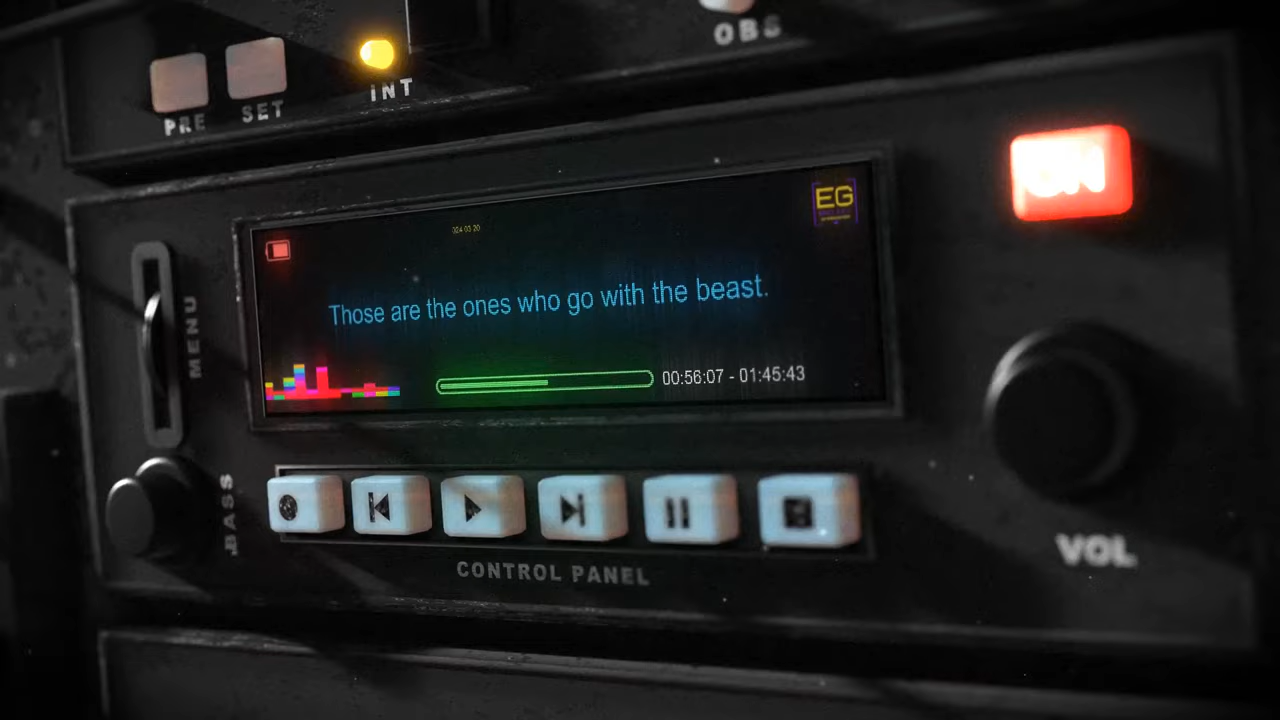 OBS
INT
PRE
SET
ON
EG
Those are the ones who go with the beast.
MENU
00:56:07 - 01:45:43
BASS
CONTROL PANEL
VOL